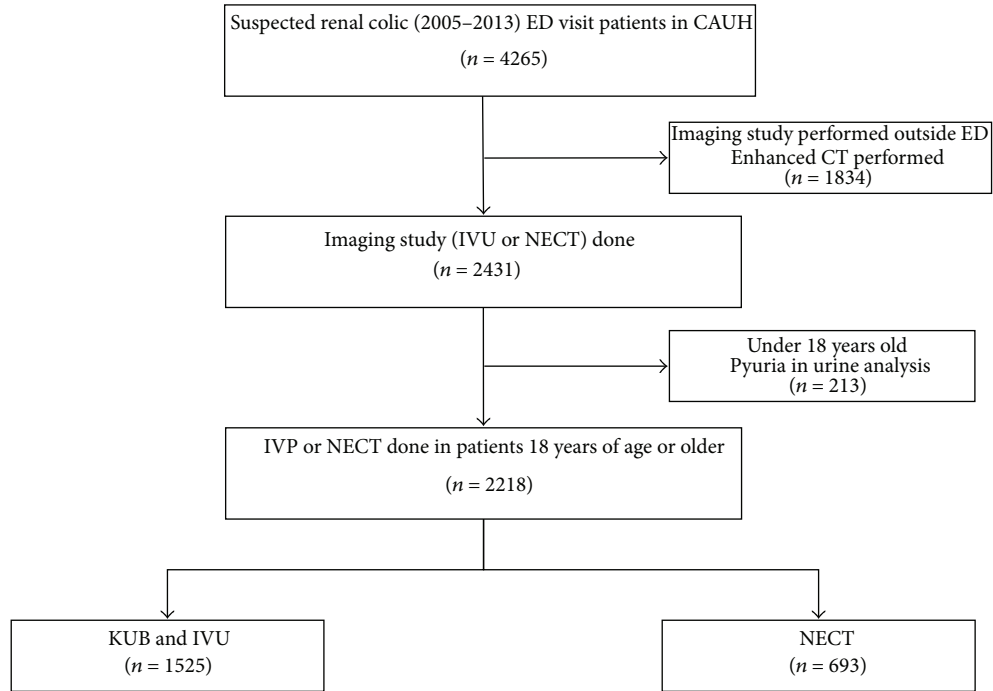 Suspected renal colic (2005–2013) ED visit patients in CAUH
(n = 4265)
Imaging study performed outside ED
Enhanced CT performed
(n = 1834)
Imaging study (IVU or NECT) done
(n = 2431)
Under 18 years old
Pyuria in urine analysis
(n = 213)
IVP or NECT done in patients 18 years of age or older
(n = 2218)
KUB and IVU
(n = 1525)
NECT
(n = 693)